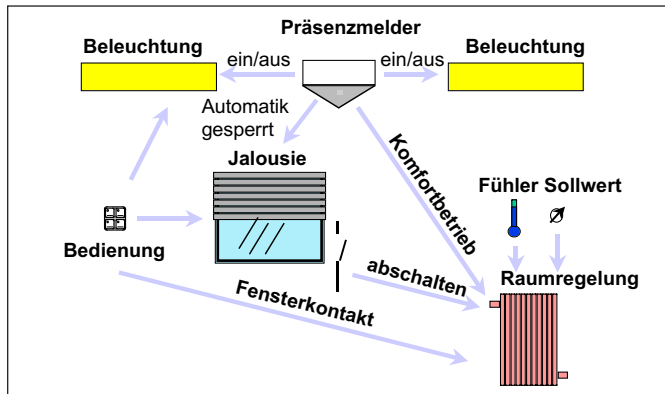 Präsenzmelder
Beleuchtung
ein/aus
ein/aus
Beleuchtung
Automatik
gesperrt
Jalousie
Komfortbetrieb
Fühler Sollwert
Bedienung
abschalten
Raumregelung
Fensterkontakt